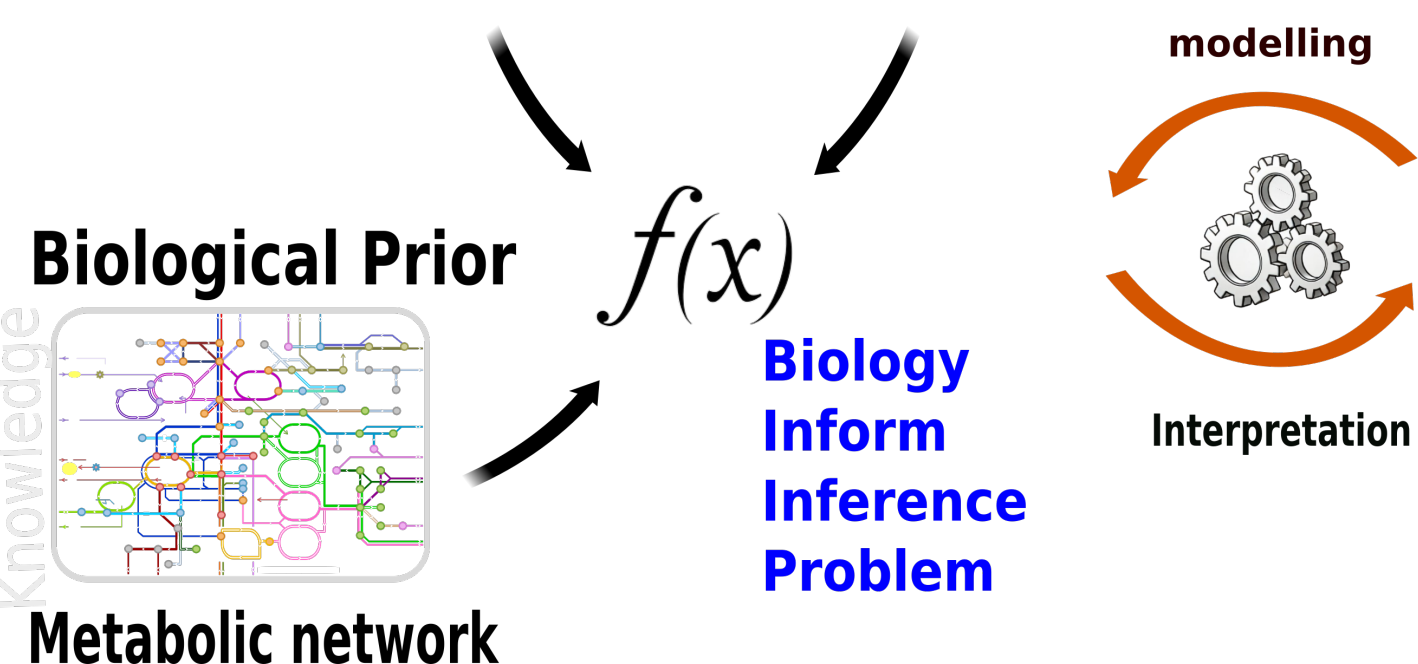 modelling
f(x)
Biological Prior
Knowledge
Biology
Inform
Inference
Problem
Interpretation
Metabolic network